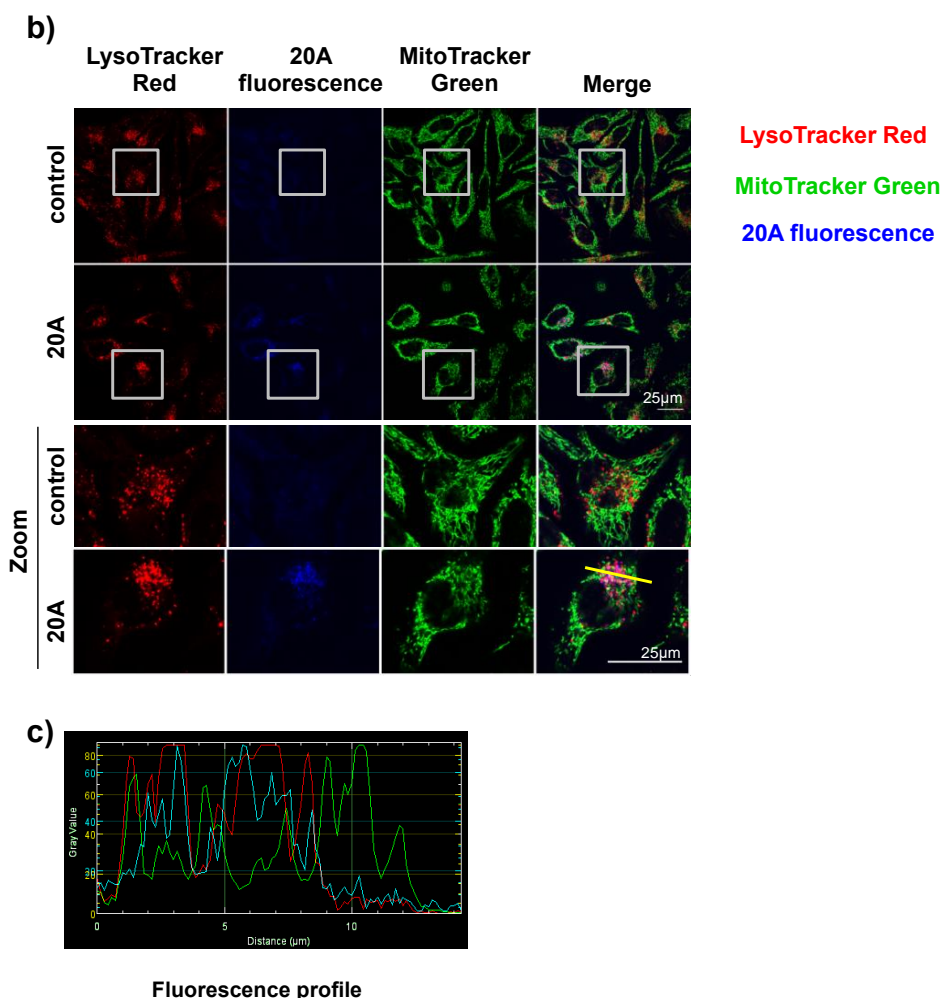 b)
LysoTracker Red
20A fluorescence
MitoTracker Green
Merge
LysoTracker Red
MitoTracker Green
20A fluorescence
control
20A
25µm
Zoom
control
20A
25µm
c)
80
60
60
40
40
20
20
0
Gray Value
0
5
10
Distance (µm)
Fluorescence profile